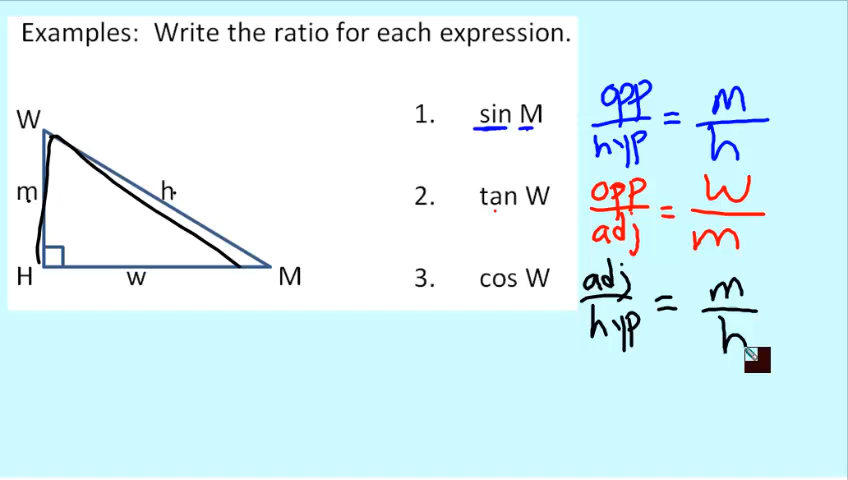 Examples: Write the ratio for each expression.
W
m
h
H
w
M
1. sin M
opp/hyp = m/h
2. tan W
opp/adj = w/m
3. cos W
adj/hyp = m/h